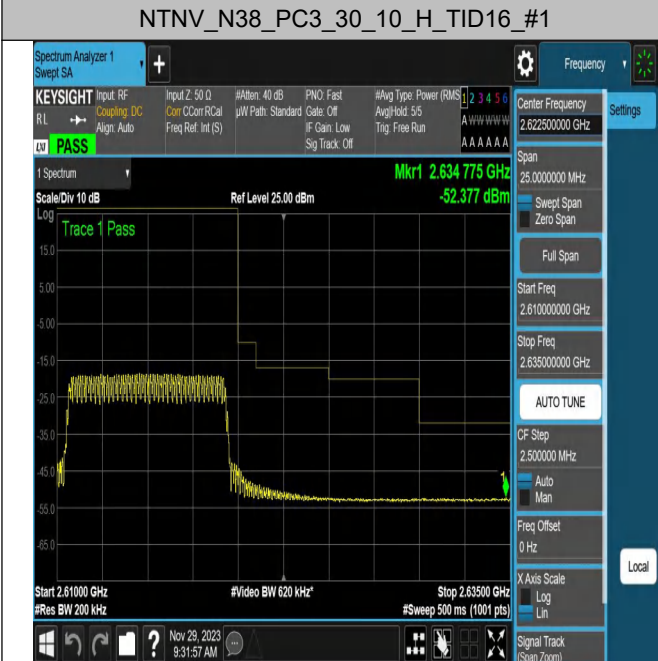 NTNV_N38_PC3_30_10_H_TID16_#1
Spectrum Analyzer 1
Swept SA
+
Frequency
KEYSIGHT
RL
LXI
PASS
Input: RF
Coupling: DC
Align: Auto
Input Z: 50 Ω
Corr CCorr RCal
Freq Ref: Int (S)
#Atten: 40 dB
µW Path: Standard
PNO: Fast
Gate: Off
IF Gain: Low
Sig Track: Off
#Avg Type: Power (RMS
Avg|Hold: 5/5
Trig: Free Run
1 2 3 4 5 6
A W W W W W
A A A A A A
Center Frequency
2.622500000 GHz
Settings
Span
25.0000000 MHz
Swept Span
Zero Span
Full Span
Start Freq
2.610000000 GHz
Stop Freq
2.635000000 GHz
AUTO TUNE
CF Step
2.500000 MHz
Auto
Man
Freq Offset
0 Hz
X Axis Scale
Log
Lin
Signal Track
(Span Zoom)
Local
1 Spectrum
Scale/Div 10 dB
Ref Level 25.00 dBm
Mkr1 2.634 775 GHz
-52.377 dBm
Log
Trace 1 Pass
15.0
5.00
-5.00
-15.0
-25.0
-35.0
-45.0
-55.0
-65.0
1
Start 2.61000 GHz
#Video BW 620 kHz*
Stop 2.63500 GHz
#Res BW 200 kHz
#Sweep 500 ms (1001 pts)
?
Nov 29, 2023
9:31:57 AM